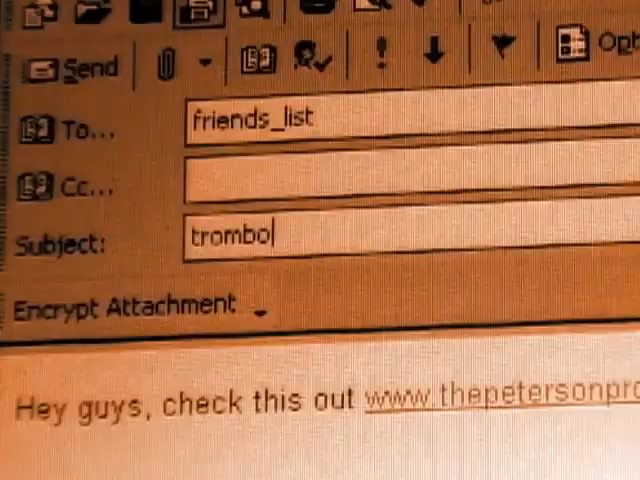 Send Opt
To... friends_list
Cc...
Subject: trombo
Encrypt Attachment
Hey guys, check this out www.thepetersonpro